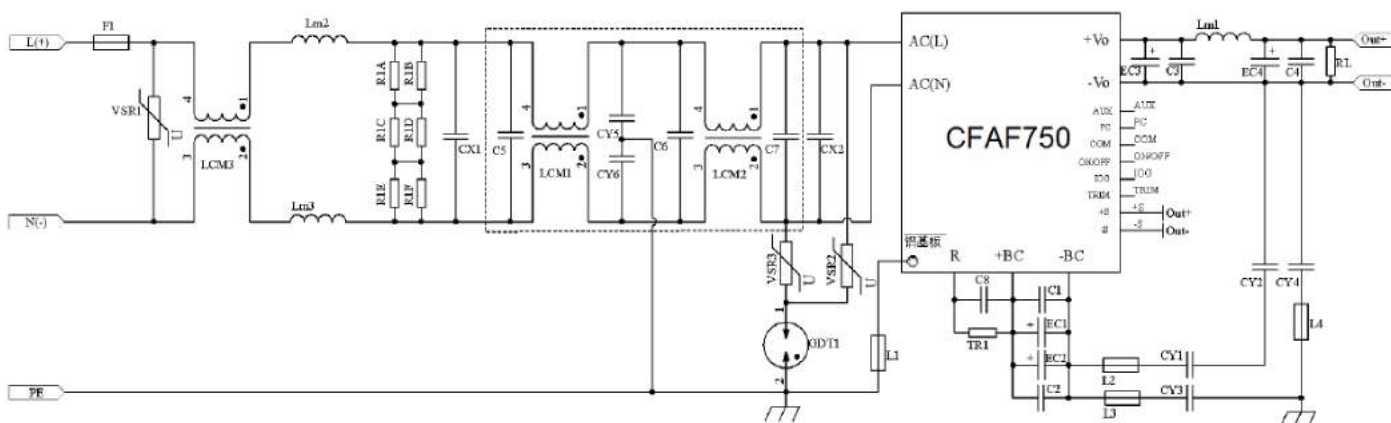 F1
L(+)
VSR1
U
4
1
3
2
LCM3
Lm2
Lm3
N(-)
R1A
R1B
R1C
R1D
R1E
R1F
CX1
C5
4
1
3
2
LCM1
CY5
CY6
C6
4
1
3
2
LCM2
C7
CX2
VSR3
U
VSR2
U
1
GDT1
2
L1
PE
AC(L)
AC(N)
CFAF750
铝基板
R
+BC
-BC
+Vo
-Vo
AUX
PC
COM
ON/OFF
IOG
TRIM
+S
-S
AUX
PC
COM
ON/OFF
IOG
TRIM
+S
-S
Out+
Out-
Lm1
EC3
+
C3
EC4
+
C4
RL
Out+
Out-
C8
TR1
C1
+
EC1
+
EC2
C2
L2
L3
CY1
CY3
CY2
CY4
L4